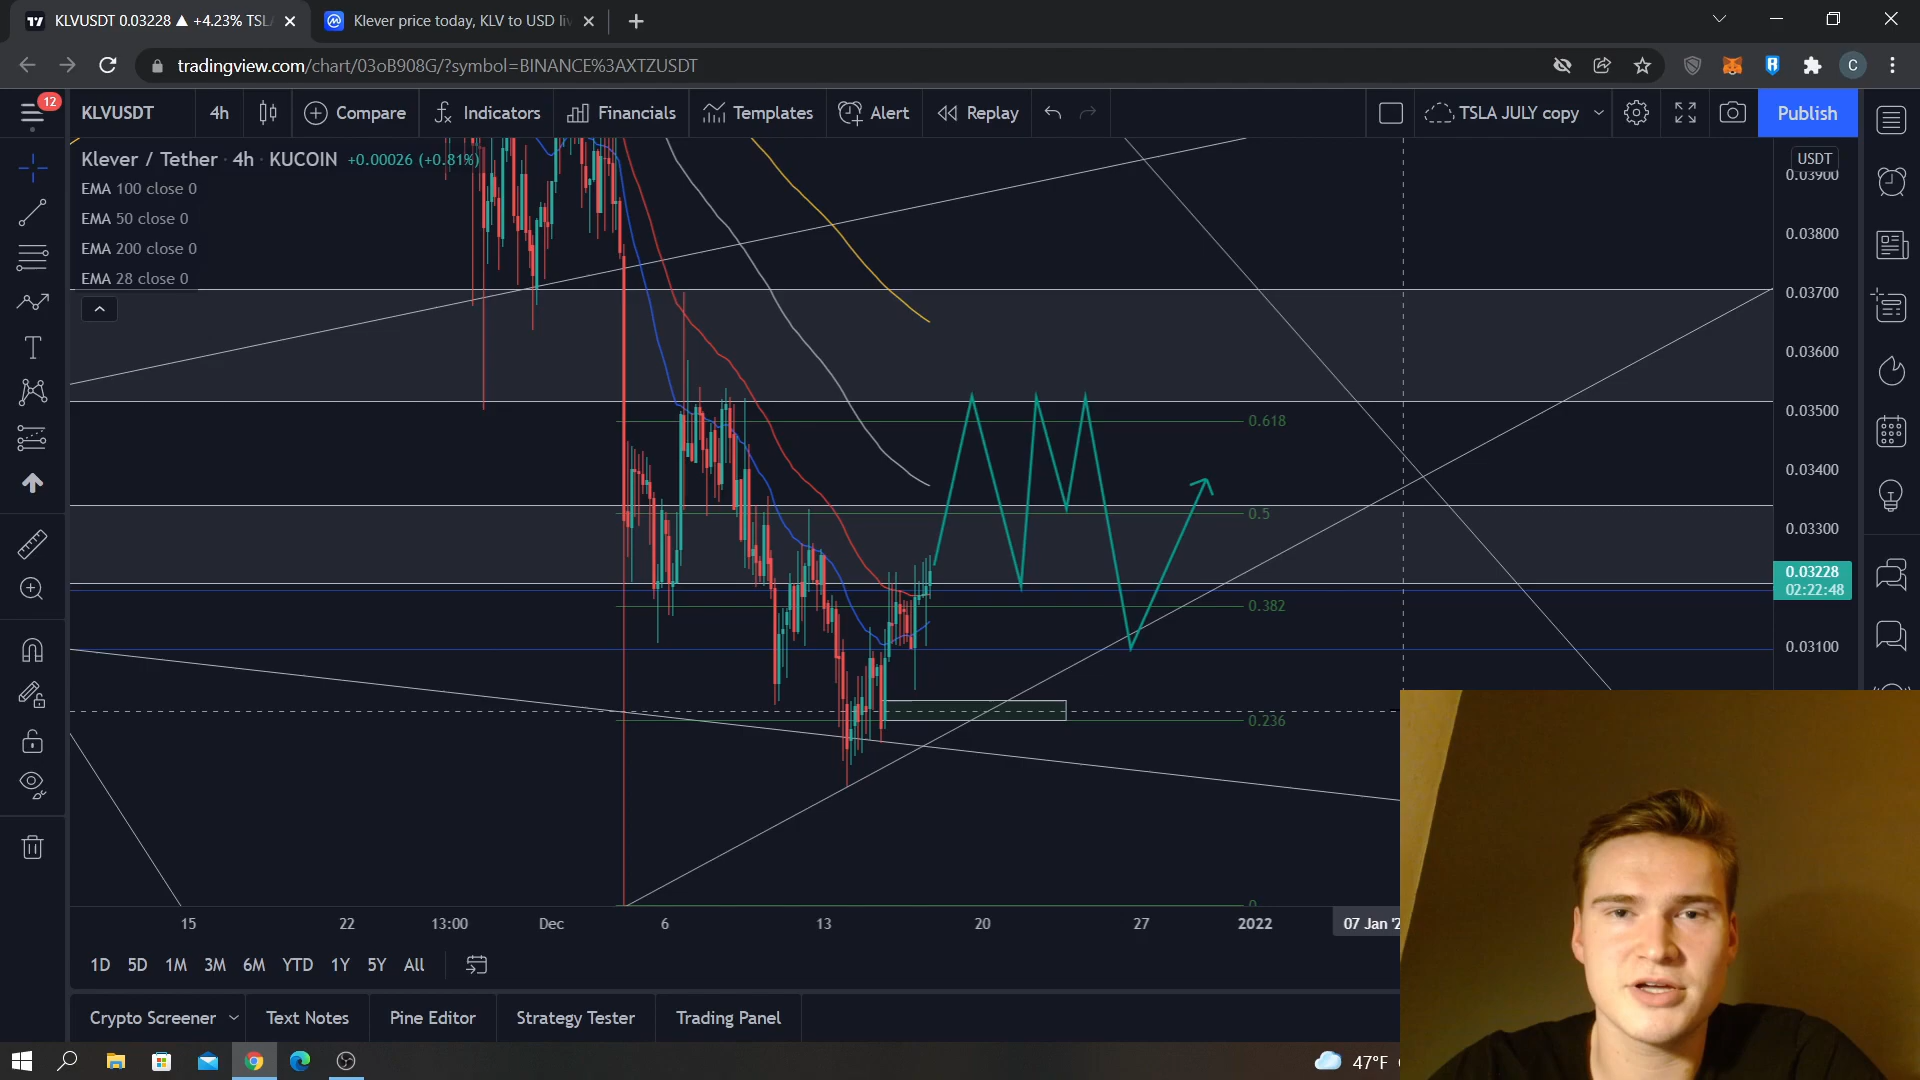 KLVUSDT 0.03228 ▲ +4.23% TSL
Klever price today, KLV to USD liv
tradingview.com/chart/03oB908G/?symbol=BINANCE%3AXTZUSDT
C
12
KLVUSDT
4h
Compare
Indicators
Financials
Templates
Alert
Replay
TSLA JULY copy
Publish
Klever / Tether · 4h · KUCOIN +0.00026 (+0.81%)
EMA 100 close 0
EMA 50 close 0
EMA 200 close 0
EMA 28 close 0
USDT
0.03900
0.03800
0.03700
0.03600
0.03500
0.03400
0.03300
0.03228
02:22:48
0.03100
0.618
0.5
0.382
0.236
0
15
22
13:00
Dec
6
13
20
27
2022
07 Jan '2
1D 5D 1M 3M 6M YTD 1Y 5Y All
Crypto Screener
Text Notes
Pine Editor
Strategy Tester
Trading Panel
47°F